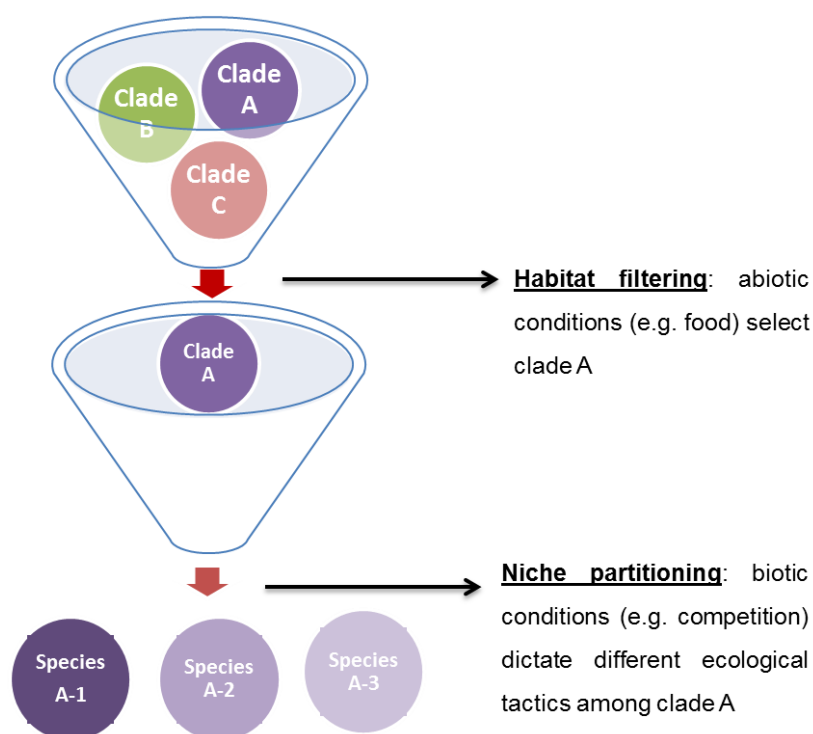 Clade
A
Clade
B
Clade
C
Habitat filtering: abiotic
conditions (e.g. food) select
clade A
Clade
A
Niche partitioning: biotic
conditions (e.g. competition)
dictate different ecological
tactics among clade A
Species
A-1
Species
A-2
Species
A-3